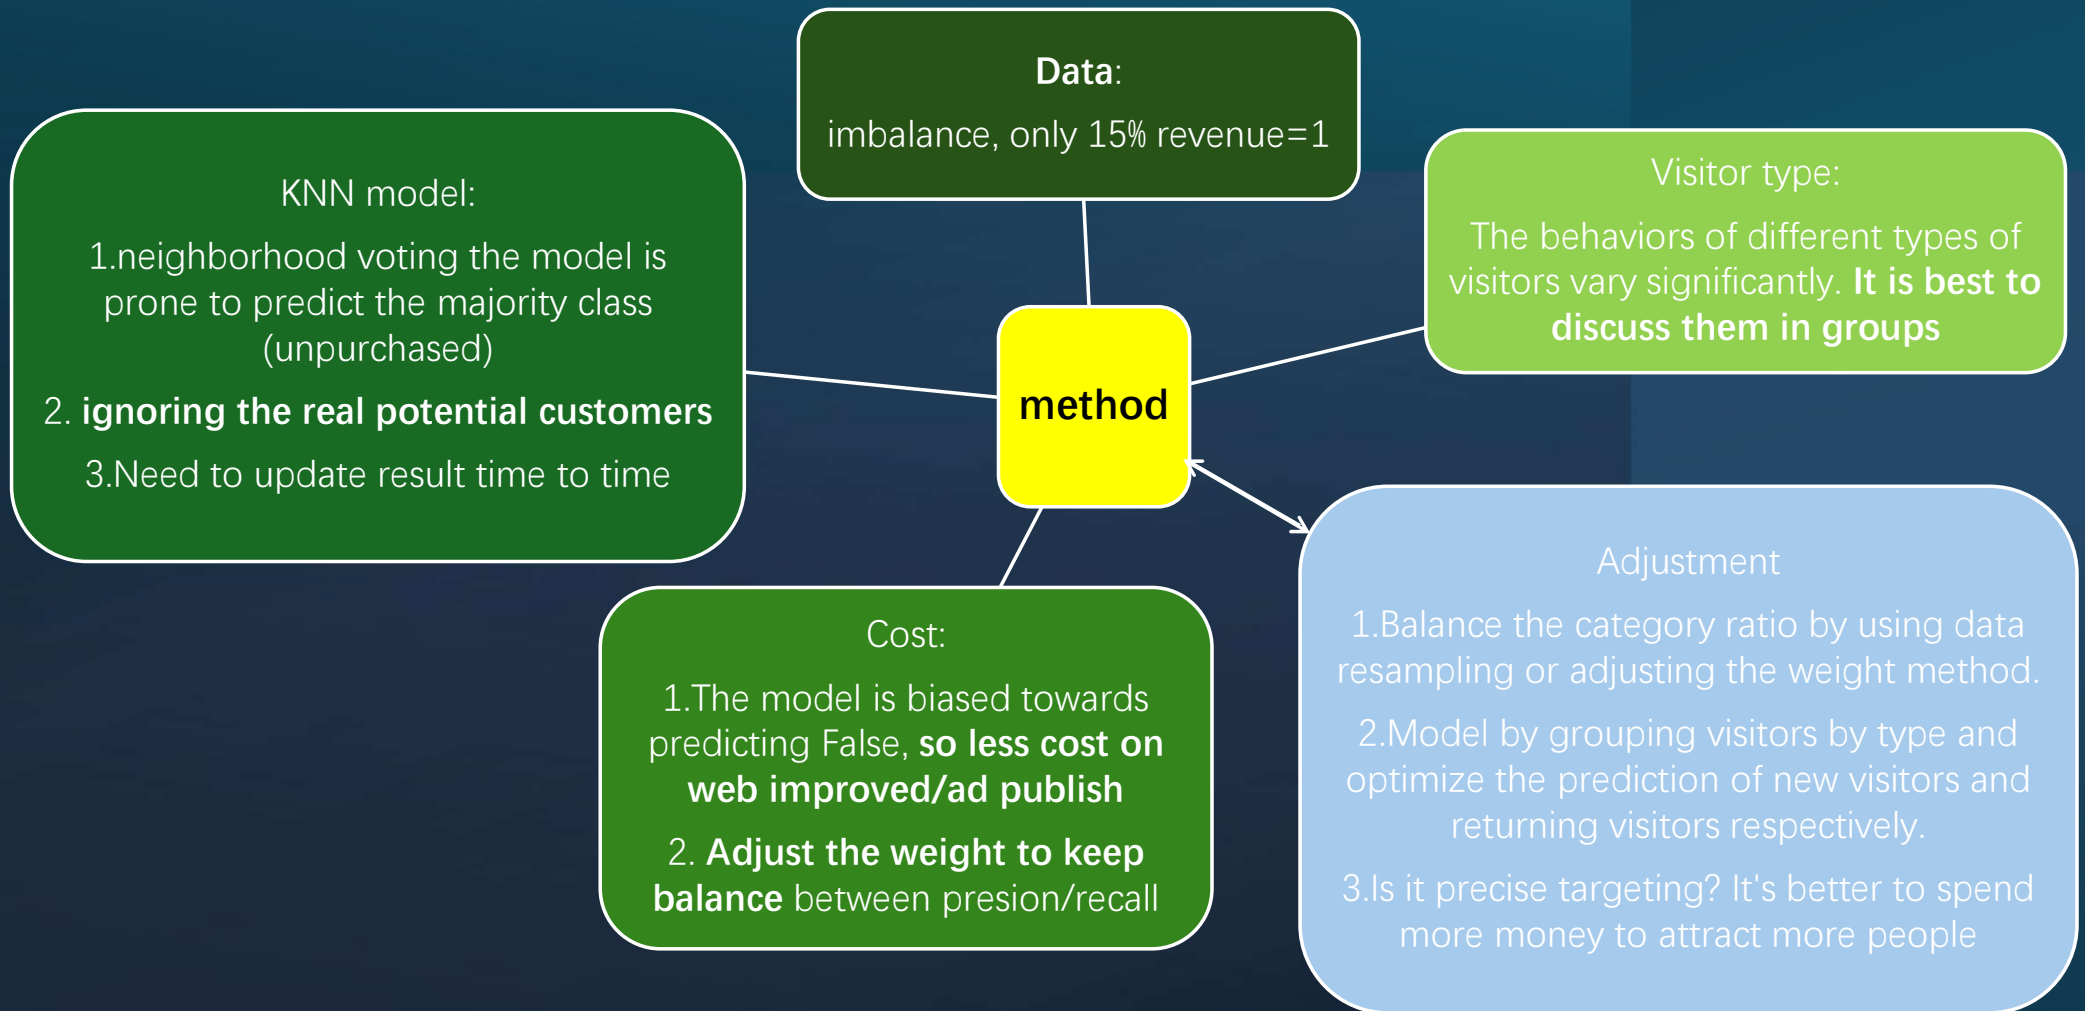 Data:
imbalance, only 15% revenue=1
KNN model:
1.neighborhood voting the model is
prone to predict the majority class
(unpurchased)
2. ignoring the real potential customers
3.Need to update result time to time
Visitor type:
The behaviors of different types of
visitors vary significantly. It is best to
discuss them in groups
method
Cost:
1.The model is biased towards
predicting False, so less cost on
web improved/ad publish
2. Adjust the weight to keep
balance between presion/recall
Adjustment
1.Balance the category ratio by using data
resampling or adjusting the weight method.
2.Model by grouping visitors by type and
optimize the prediction of new visitors and
returning visitors respectively.
3.Is it precise targeting? It's better to spend
more money to attract more people